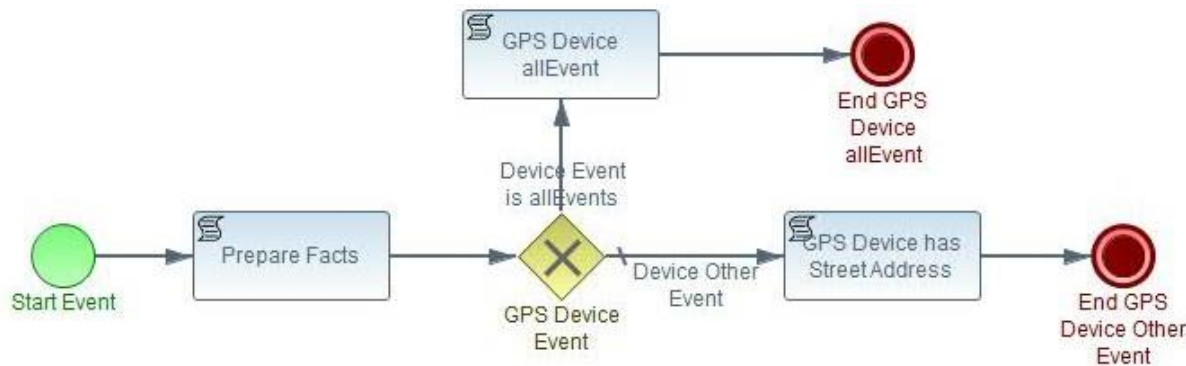 GPS Device
allEvent
End GPS
Device
allEvent
Device Event
is allEvents
Start Event
Prepare Facts
GPS Device
Event
Device Other
Event
GPS Device has
Street Address
End GPS
Device Other
Event